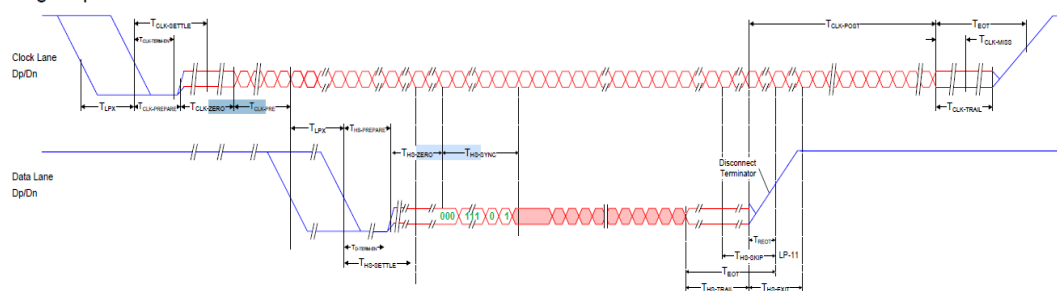 TCLK-SETTLE
TCLK-POST
TEOT
TCLK-TERM-EN
TCLK-MISS
Clock Lane
Dp/Dn
TLPX
TCLK-PREPARE
TCLK-ZERO
TCLK-PRE
TCLK-TRAIL
TLPX
THS-PREPARE
THS-ZERO
THS-SYNC
Disconnect
Terminator
Data Lane
Dp/Dn
000 111 0 1
TD-TERM-EN
TREOT
THS-SETTLE
THS-SKIP
LP-11
TEOT
THS-TRAIL
THS-EXIT